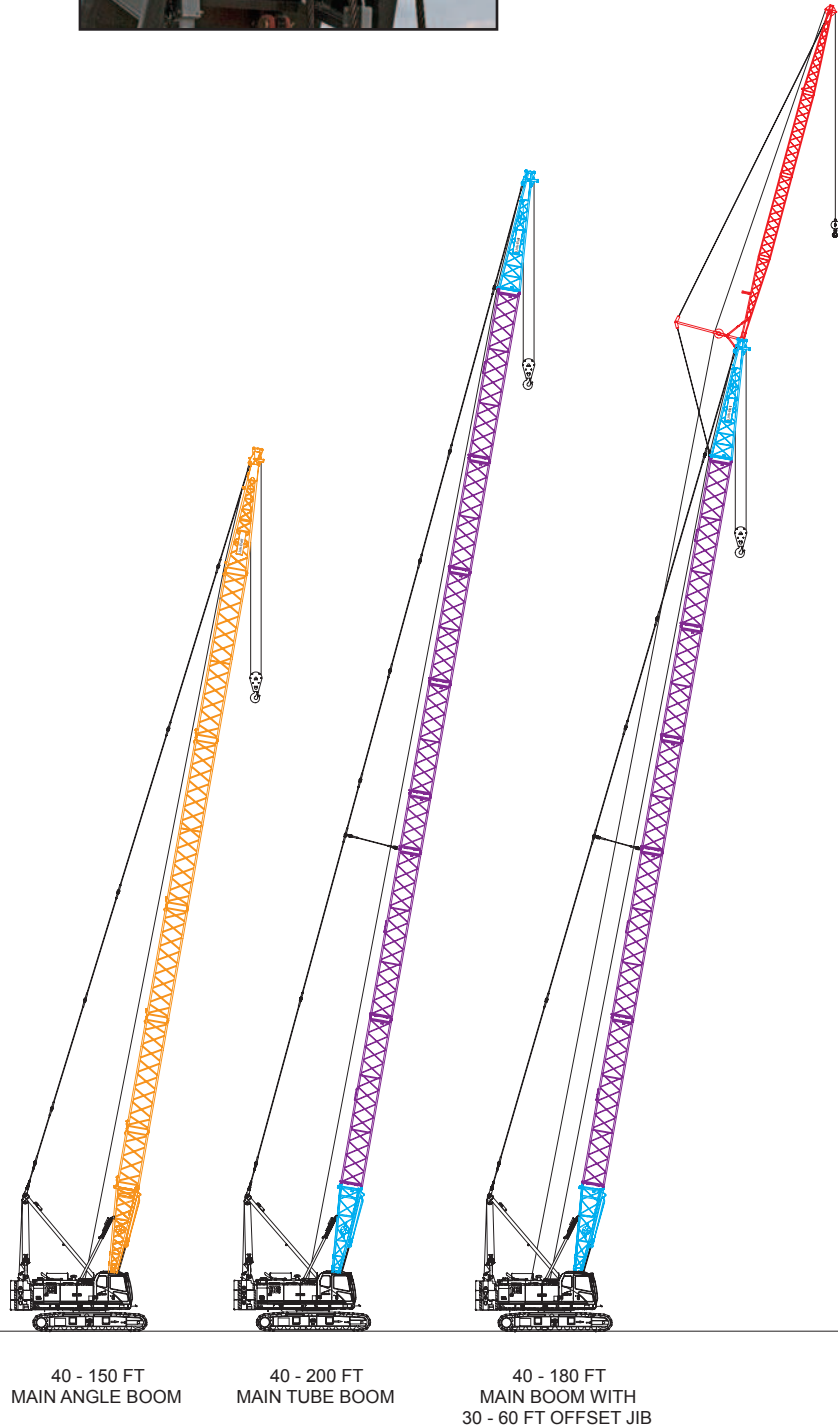 40 - 150 FT
MAIN ANGLE BOOM
40 - 200 FT
MAIN TUBE BOOM
40 - 180 FT
MAIN BOOM WITH
30 - 60 FT OFFSET JIB